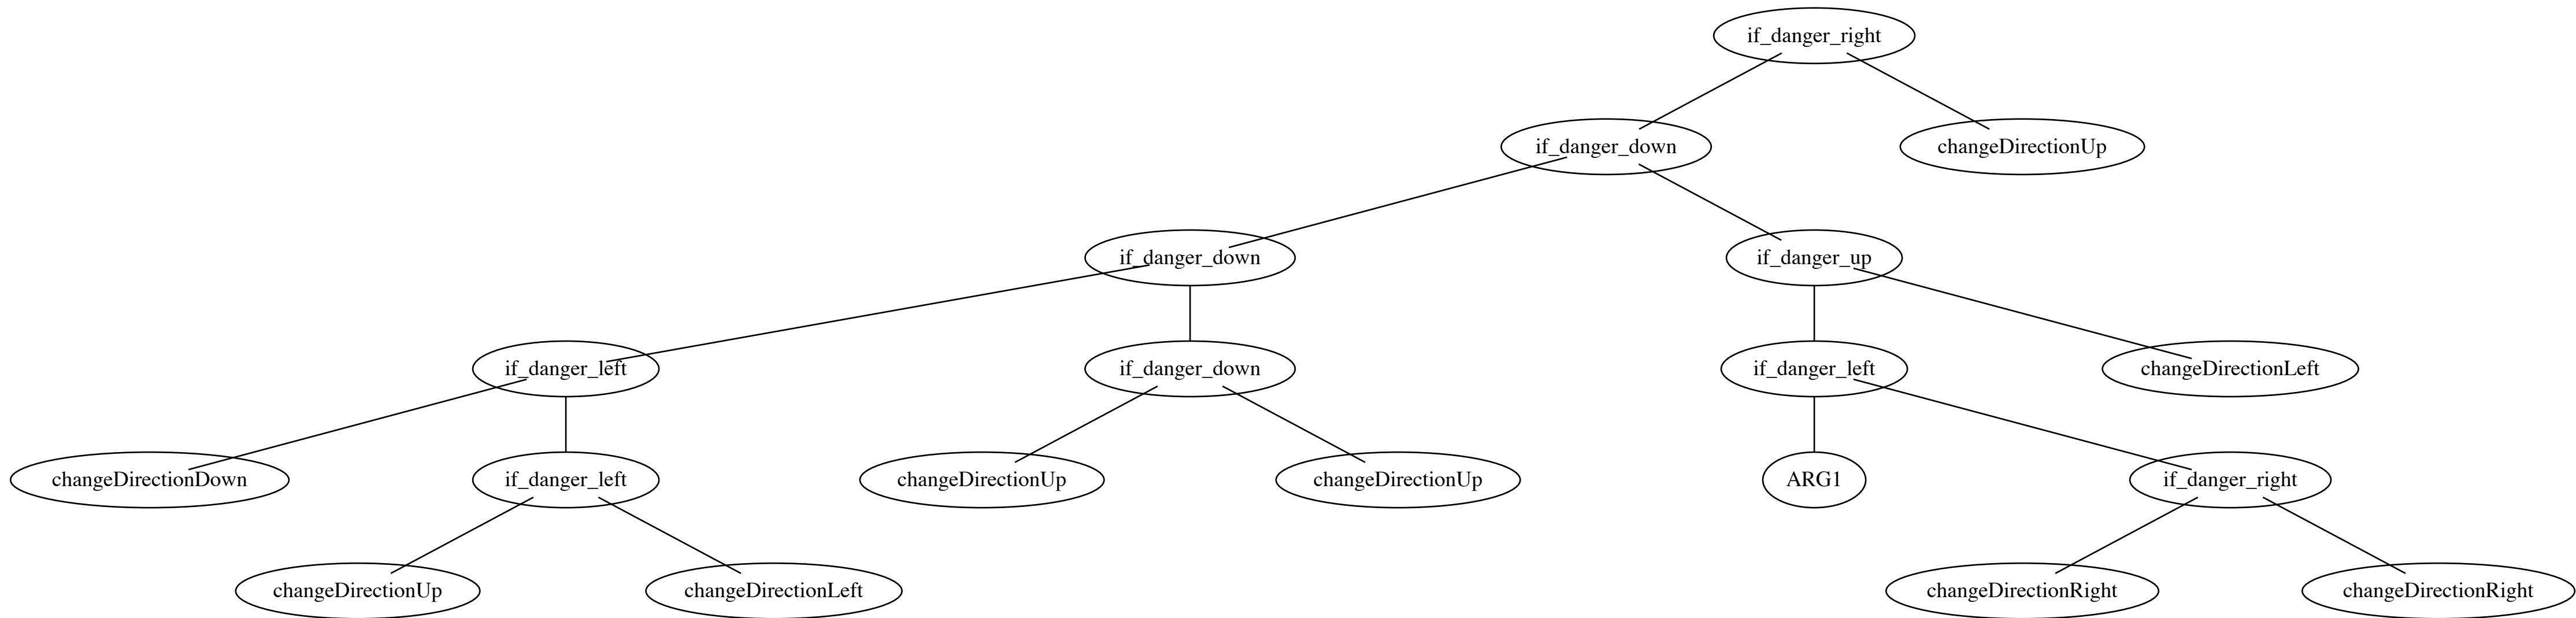 if_danger_right
if_danger_down
changeDirectionUp
if_danger_down
if_danger_up
if_danger_left
if_danger_down
if_danger_left
changeDirectionLeft
changeDirectionDown
if_danger_left
changeDirectionUp
changeDirectionUp
ARG1
if_danger_right
changeDirectionUp
changeDirectionLeft
changeDirectionRight
changeDirectionRight